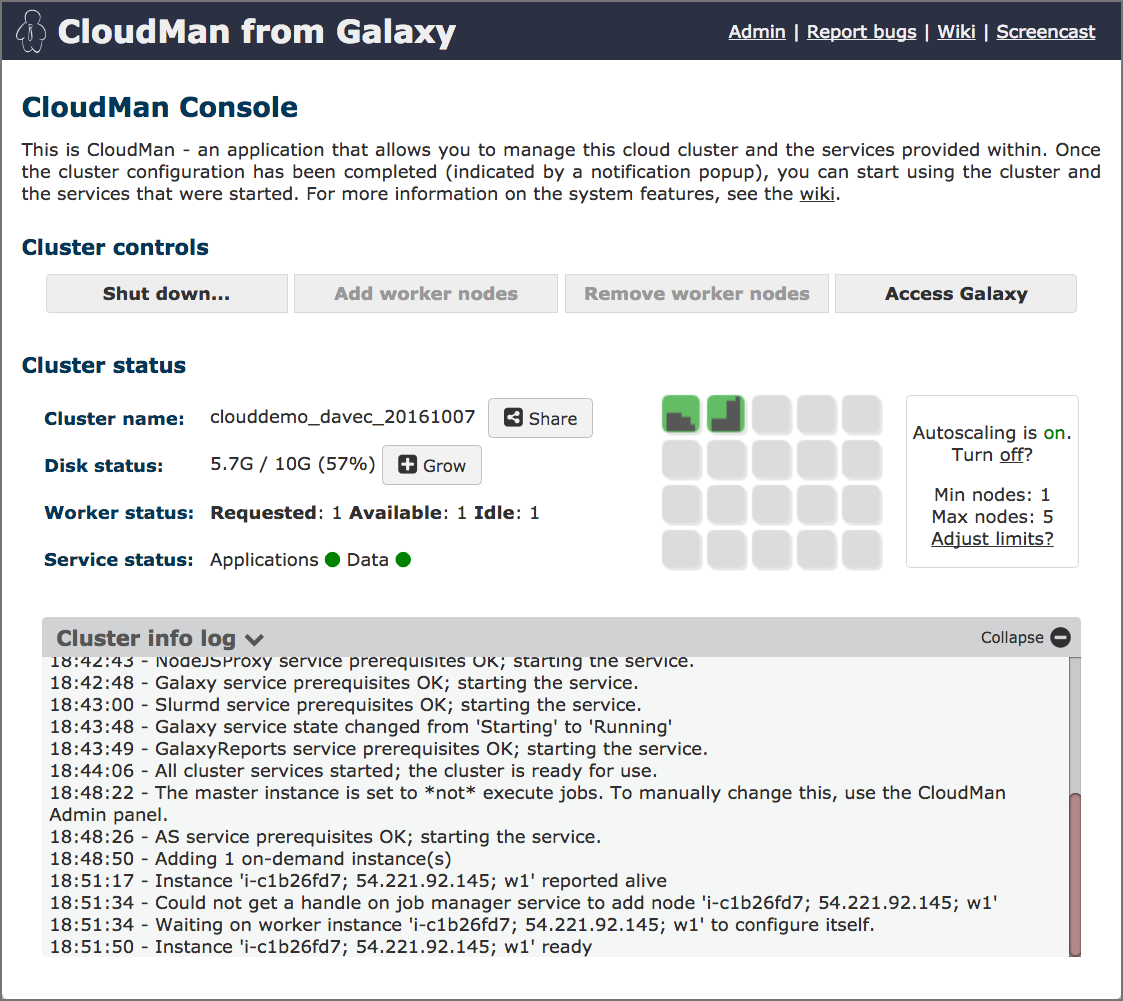 CloudMan from Galaxy
Admin | Report bugs | Wiki | Screencast
CloudMan Console
This is CloudMan - an application that allows you to manage this cloud cluster and the services provided within. Once
the cluster configuration has been completed (indicated by a notification popup), you can start using the cluster and
the services that were started. For more information on the system features, see the wiki.
Cluster controls
Shut down...
Add worker nodes
Remove worker nodes
Access Galaxy
Cluster status
Cluster name: clouddemo_davec_20161007 Share
Disk status: 5.7G / 10G (57%) Grow
Worker status: Requested: 1 Available: 1 Idle: 1
Service status: Applications Data
Autoscaling is on.
Turn off?
Min nodes: 1
Max nodes: 5
Adjust limits?
Cluster info log
Collapse
18:42:43 - NodeJSProxy service prerequisites OK; starting the service.
18:42:48 - Galaxy service prerequisites OK; starting the service.
18:43:00 - Slurmd service prerequisites OK; starting the service.
18:43:48 - Galaxy service state changed from 'Starting' to 'Running'
18:43:49 - GalaxyReports service prerequisites OK; starting the service.
18:44:06 - All cluster services started; the cluster is ready for use.
18:48:22 - The master instance is set to *not* execute jobs. To manually change this, use the CloudMan
Admin panel.
18:48:26 - AS service prerequisites OK; starting the service.
18:48:50 - Adding 1 on-demand instance(s)
18:51:17 - Instance 'i-c1b26fd7; 54.221.92.145; w1' reported alive
18:51:34 - Could not get a handle on job manager service to add node 'i-c1b26fd7; 54.221.92.145; w1'
18:51:34 - Waiting on worker instance 'i-c1b26fd7; 54.221.92.145; w1' to configure itself.
18:51:50 - Instance 'i-c1b26fd7; 54.221.92.145; w1' ready